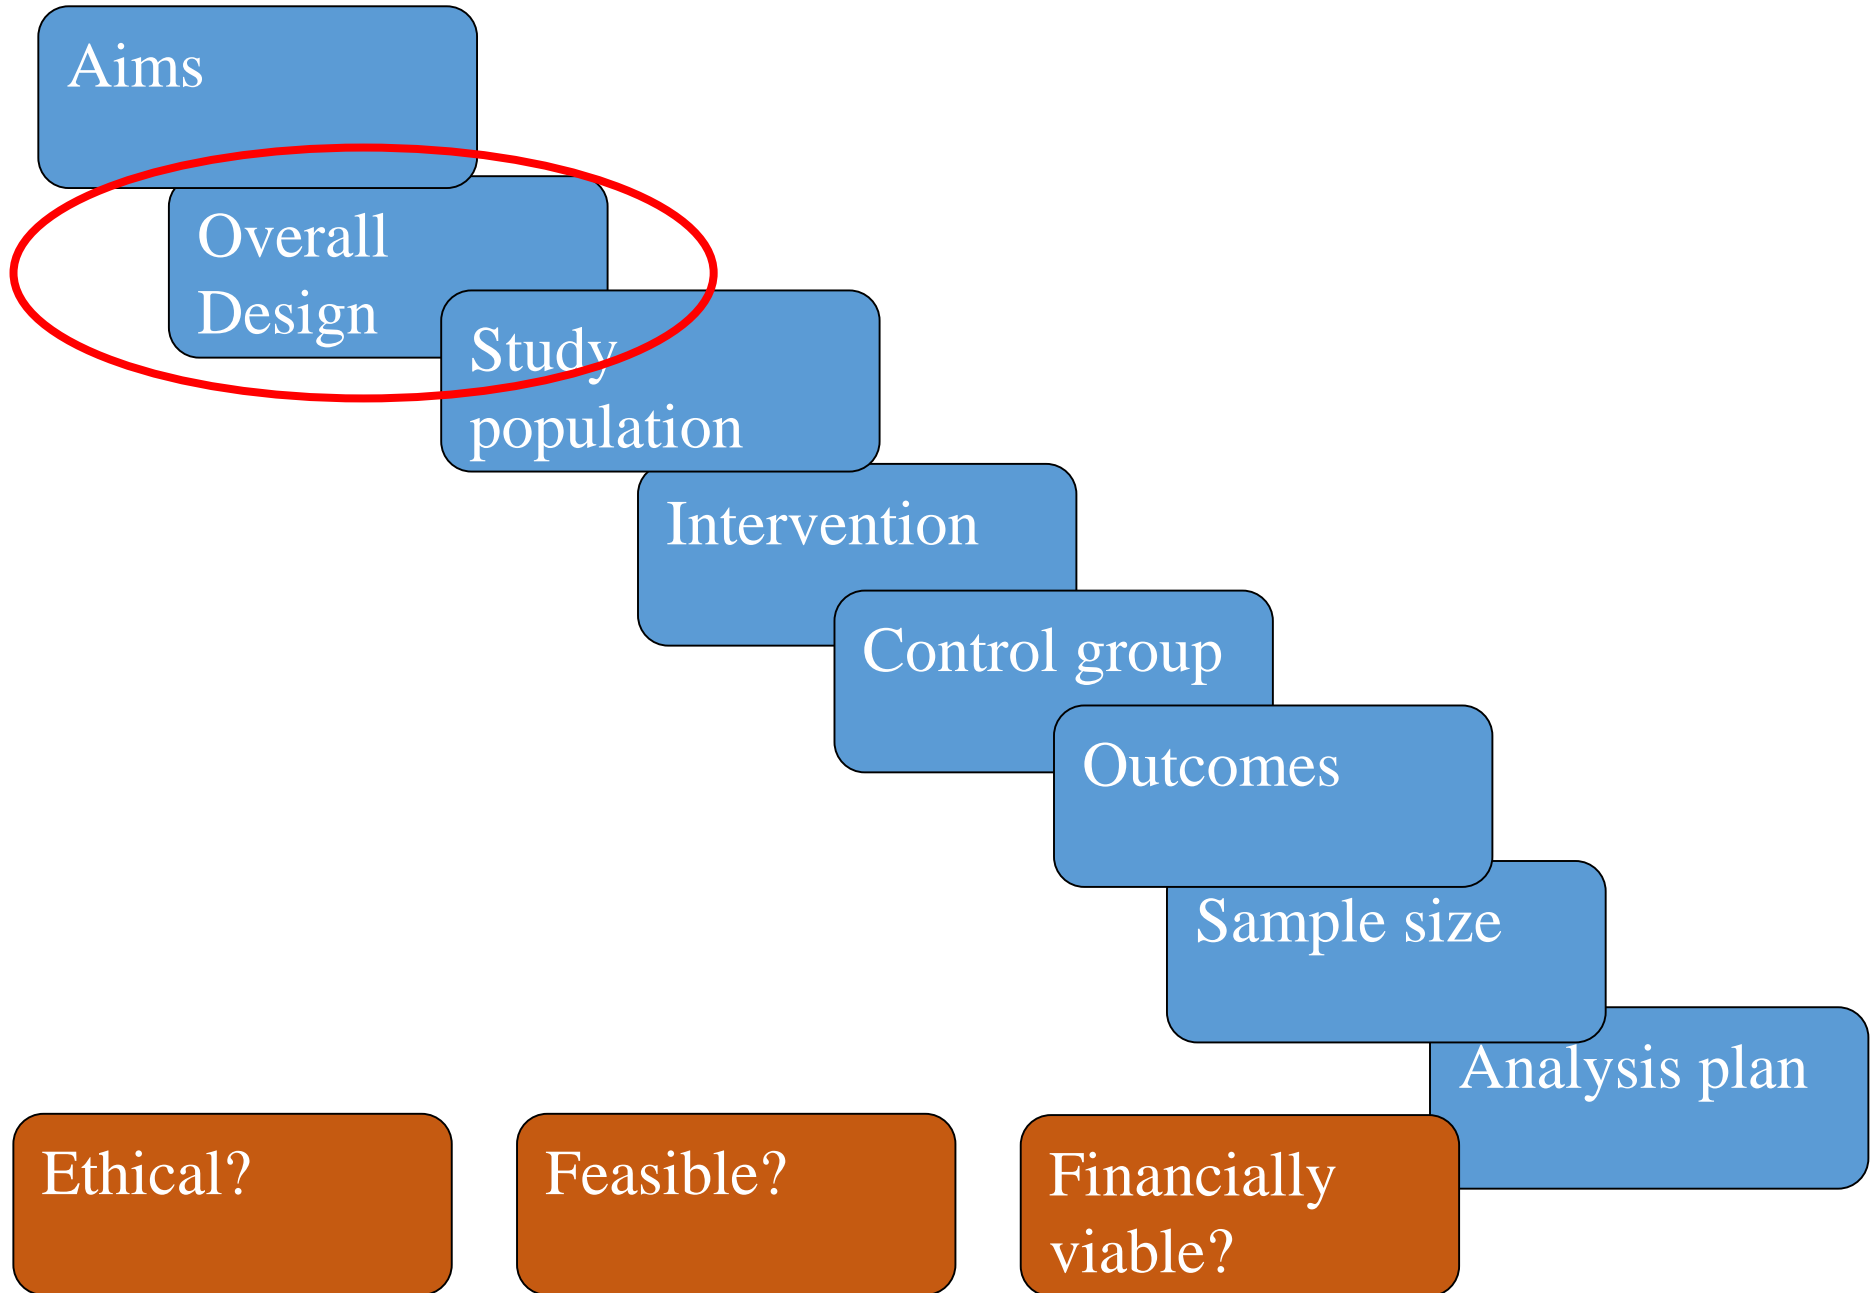 Aims
Overall
Design
Study
population
Intervention
Control group
Outcomes
Sample size
Analysis plan
Ethical?
Feasible?
Financially
viable?